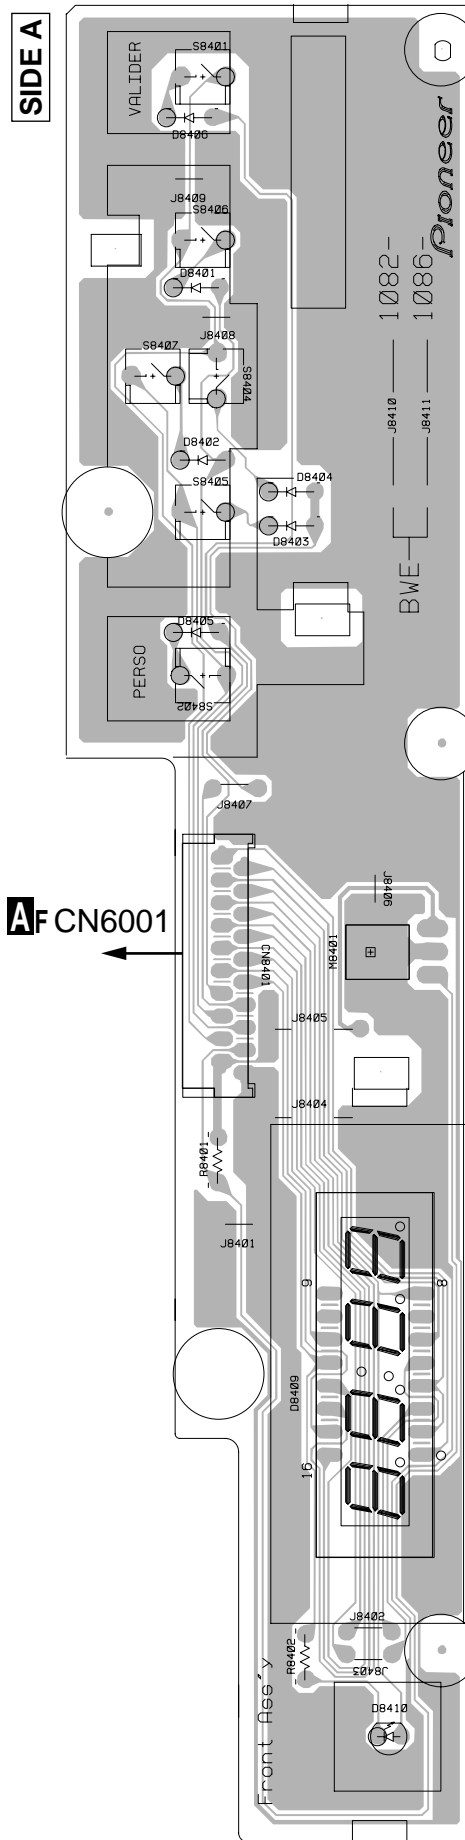 SIDE A
S8401
VALIDER
D8406
J8409
S8406
D8401
J8408
S8407
S8404
D8402
S8405
D8404
D8403
D8405
PERSO
S8402
Pioneer
1082-
1086-
J8410
J8411
BWE
J8407
J8406
AF CN6001
M8401
CN8401
J8405
J8404
R8401
J8401
9
8
D8409
16
J8402
R8402
J8403
D8410
Front Ass'y